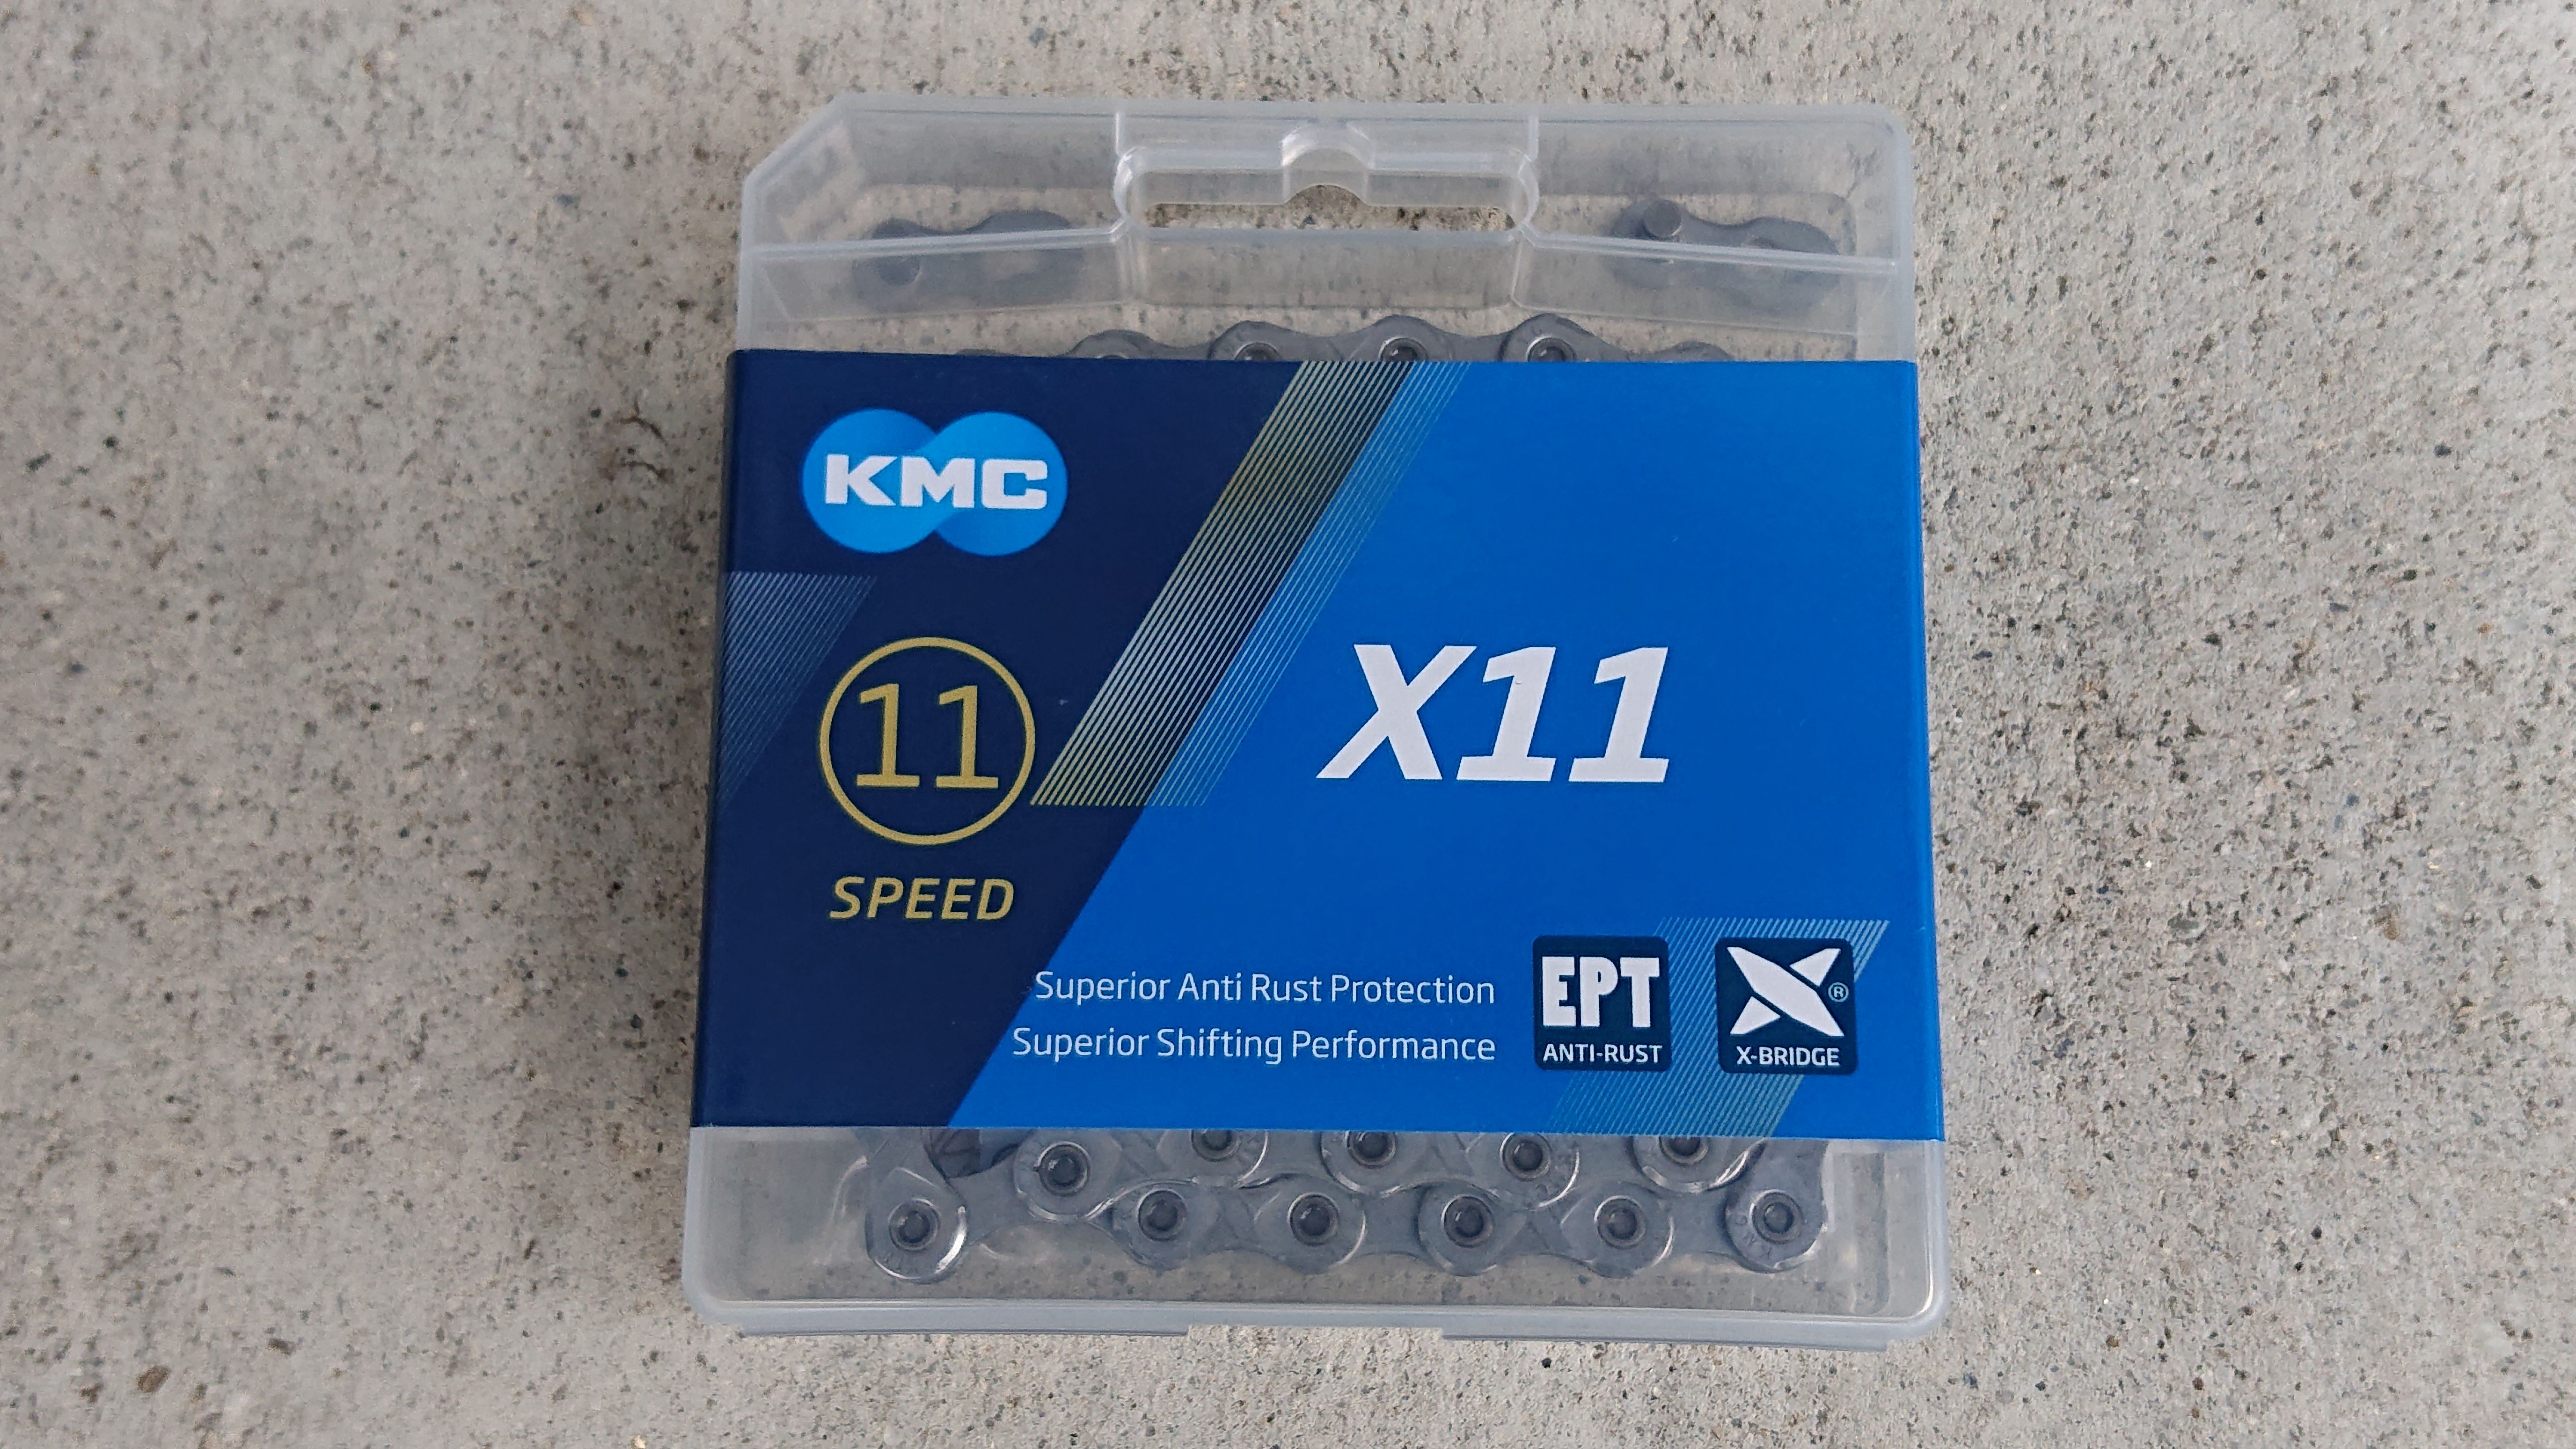 KMC
11
SPEED
X11
Superior Anti Rust Protection
Superior Shifting Performance
EPT
ANTI-RUST
X®
X-BRIDGE